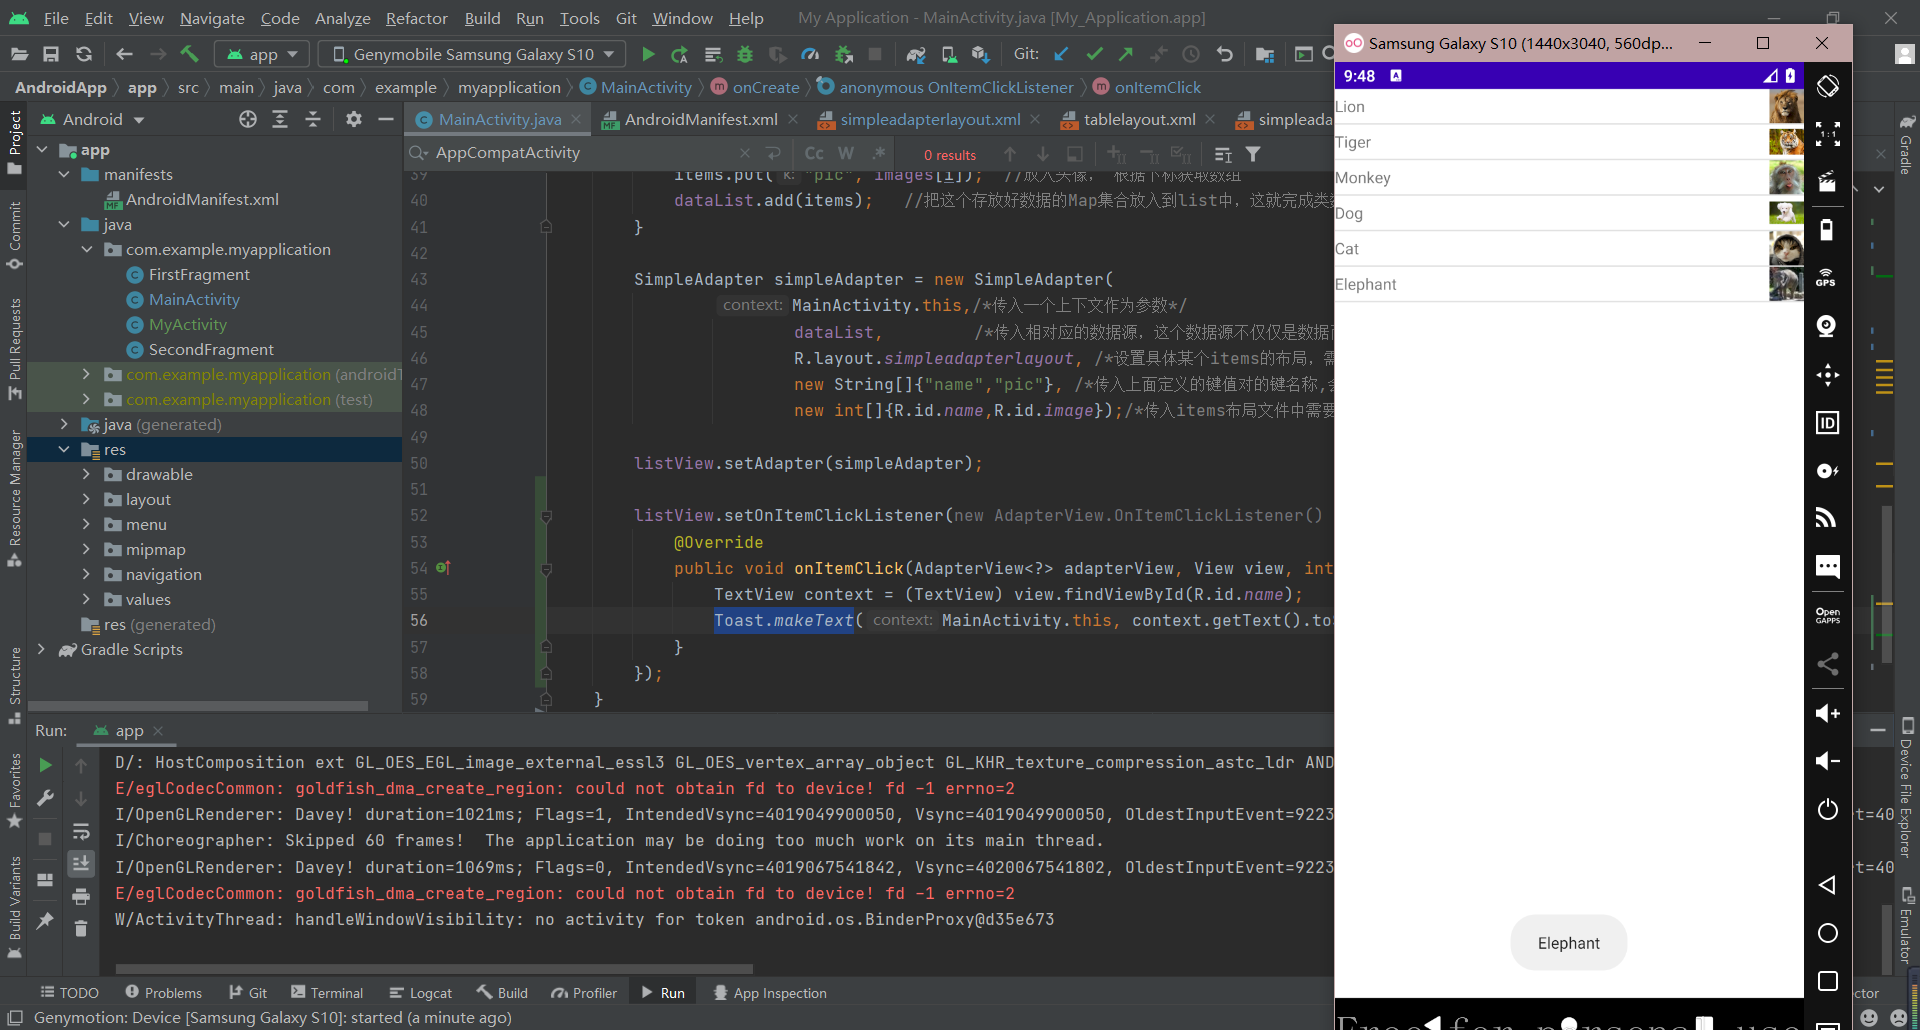 File Edit View Navigate Code Analyze Refactor Build Run Tools Git Window Help My Application - MainActivity.java [My_Application.app]
app Genymobile Samsung Galaxy S10 Git:
AndroidApp app src main java com example myapplication MainActivity onCreate anonymous OnItemClickListener onItemClick
Android
MainActivity.java AndroidManifest.xml simpleadapterlayout.xml tablelayout.xml simpleada
AppCompatActivity Cc W .* 0 results
Project
Commit
Pull Requests
Resource Manager
Structure
Favorites
Build Variants
app
manifests
AndroidManifest.xml
java
com.example.myapplication
FirstFragment
MainActivity
MyActivity
SecondFragment
com.example.myapplication (androidT
com.example.myapplication (test)
java (generated)
res
drawable
layout
menu
mipmap
navigation
values
res (generated)
Gradle Scripts
39 items.put( k: "pic", images[i]); //放入头像, 根据下标获取数组
40 dataList.add(items); //把这个存放好数据的Map集合放入到list中，这就完成类数
41 }
42
43 SimpleAdapter simpleAdapter = new SimpleAdapter(
44 context: MainActivity.this,/*传入一个上下文作为参数*/
45 dataList, /*传入相对应的数据源，这个数据源不仅仅是数据而
46 R.layout.simpleadapterlayout, /*设置具体某个items的布局，需
47 new String[]{"name","pic"}, /*传入上面定义的键值对的键名称,会
48 new int[]{R.id.name,R.id.image});/*传入items布局文件中需要
49
50 listView.setAdapter(simpleAdapter);
51
52 listView.setOnItemClickListener(new AdapterView.OnItemClickListener()
53 @Override
54 public void onItemClick(AdapterView<?> adapterView, View view, int
55 TextView context = (TextView) view.findViewById(R.id.name);
56 Toast.makeText( context: MainActivity.this, context.getText().to
57 }
58 });
59 }
Run: app
D/: HostComposition ext GL_OES_EGL_image_external_essl3 GL_OES_vertex_array_object GL_KHR_texture_compression_astc_ldr AND
E/eglCodecCommon: goldfish_dma_create_region: could not obtain fd to device! fd -1 errno=2
I/OpenGLRenderer: Davey! duration=1021ms; Flags=1, IntendedVsync=4019049900050, Vsync=4019049900050, OldestInputEvent=9223
t=40
I/Choreographer: Skipped 60 frames! The application may be doing too much work on its main thread.
I/OpenGLRenderer: Davey! duration=1069ms; Flags=0, IntendedVsync=4019067541842, Vsync=4020067541802, OldestInputEvent=9223
t=40
E/eglCodecCommon: goldfish_dma_create_region: could not obtain fd to device! fd -1 errno=2
W/ActivityThread: handleWindowVisibility: no activity for token android.os.BinderProxy@d35e673
TODO Problems Git Terminal Logcat Build Profiler Run App Inspection
ctor
Genymotion: Device [Samsung Galaxy S10]: started (a minute ago)
Samsung Galaxy S10 (1440x3040, 560dp...
9:48
Lion
Tiger
Monkey
Dog
Cat
Elephant
Elephant
Free for personal use
1:1
GPS
ID
Open
GAPPS
Gradle
Device File Explorer
Emulator